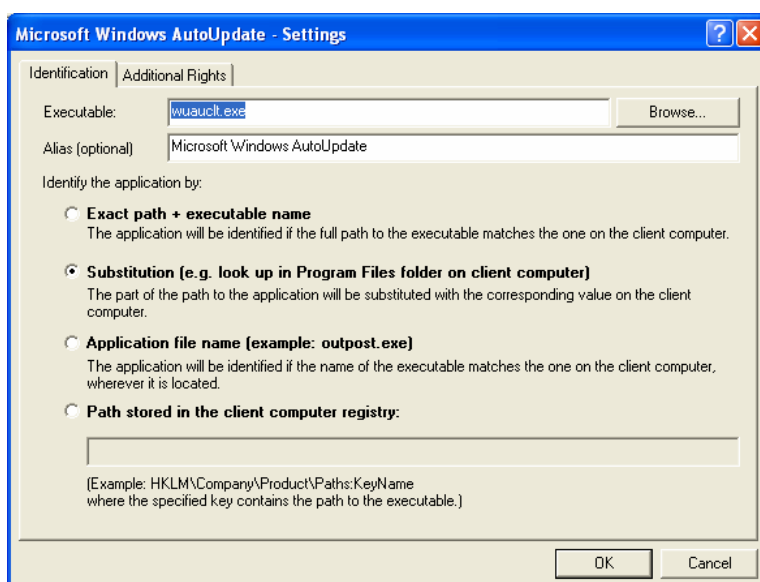 Microsoft Windows AutoUpdate - Settings
Identification
Additional Rights
Executable:
wuauclt.exe
Browse...
Alias (optional)
Microsoft Windows AutoUpdate
Identify the application by:
Exact path + executable name
The application will be identified if the full path to the executable matches the one on the client computer.
Substitution (e.g. look up in Program Files folder on client computer)
The part of the path to the application will be substituted with the corresponding value on the client
computer.
Application file name (example: outpost.exe)
The application will be identified if the name of the executable matches the one on the client computer,
wherever it is located.
Path stored in the client computer registry:
(Example: HKLM\Company\Product\Paths:KeyName
where the specified key contains the path to the executable.)
OK
Cancel